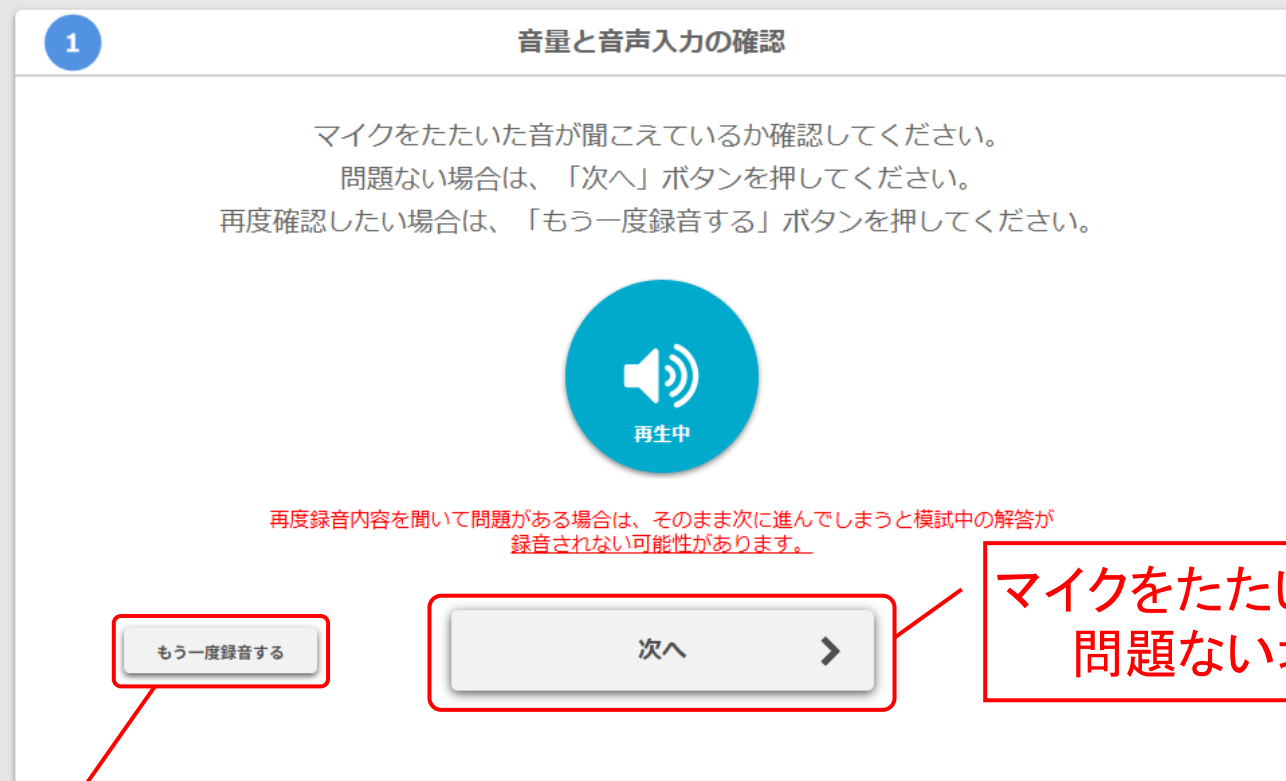 1
音量と音声入力の確認
マイクをたたいた音が聞こえているか確認してください。
問題ない場合は、「次へ」ボタンを押してください。
再度確認したい場合は、「もう一度録音する」ボタンを押してください。
再生中
再度録音内容を聞いて問題がある場合は、そのまま次に進んでしまうと模試中の解答が
録音されない可能性があります。
マイクをたたい
問題ない
もう一度録音する
次へ